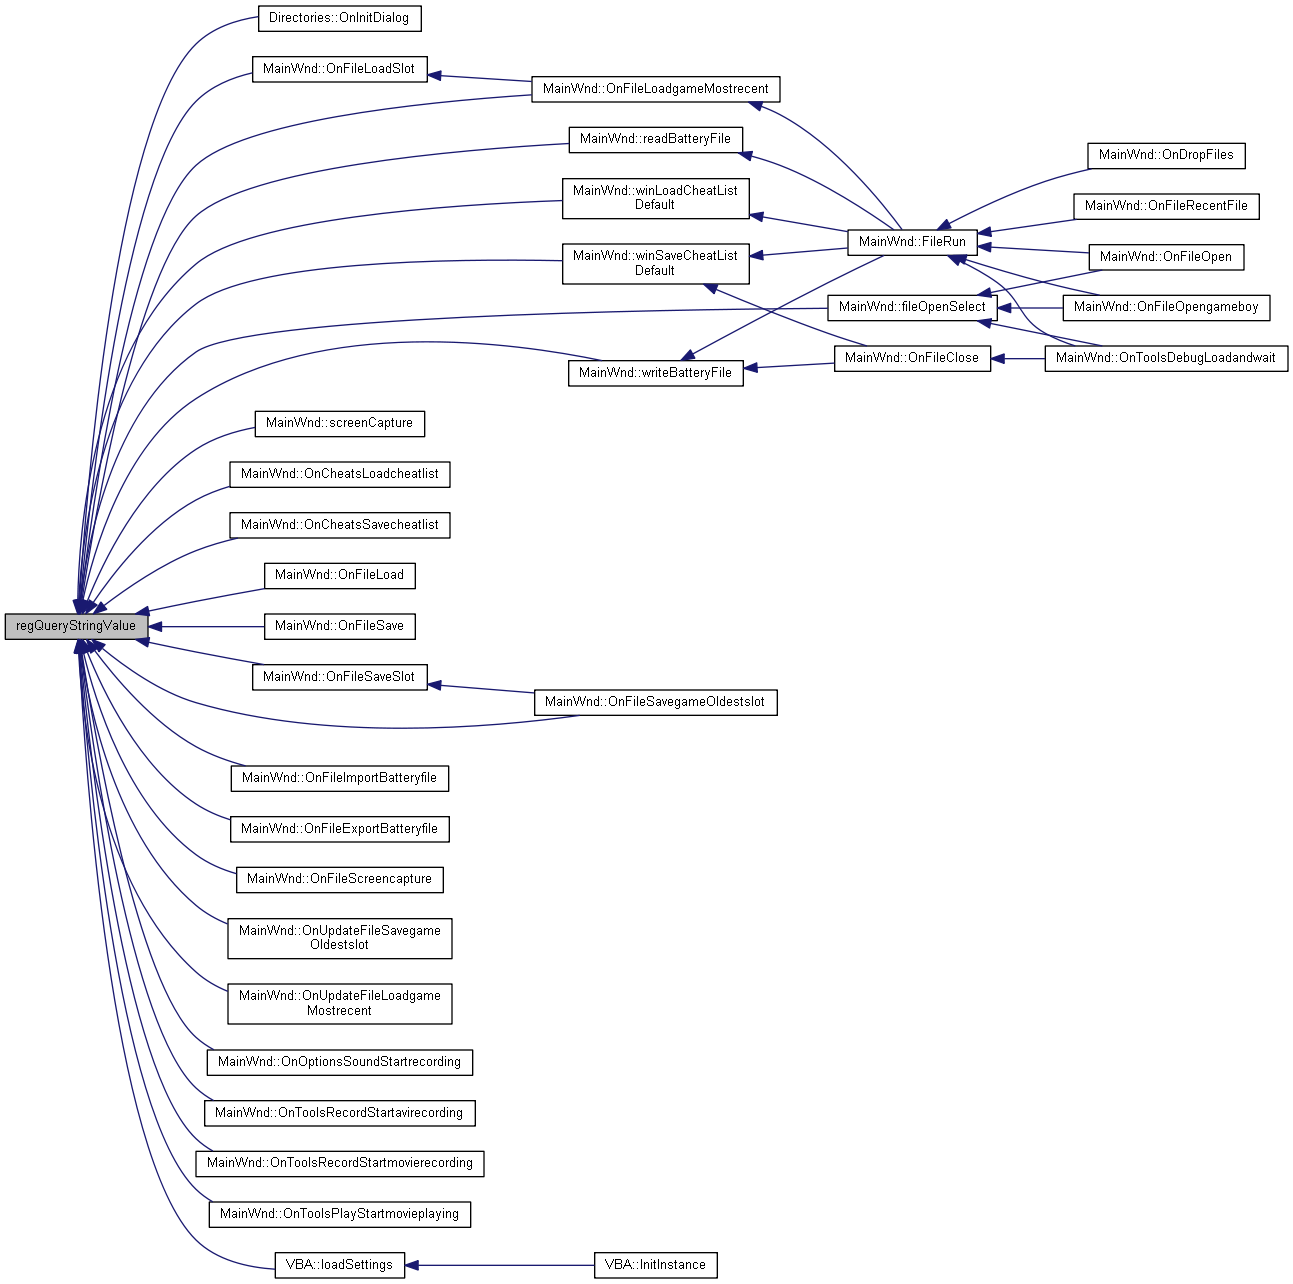 Directories::OnInitDialog
MainWnd::OnFileLoadSlot
MainWnd::OnFileLoadgameMostrecent
MainWnd::readBatteryFile
MainWnd::OnDropFiles
MainWnd::winLoadCheatList
Default
MainWnd::OnFileRecentFile
MainWnd::FileRun
MainWnd::winSaveCheatList
Default
MainWnd::OnFileOpen
MainWnd::fileOpenSelect
MainWnd::OnFileOpengameboy
MainWnd::OnFileClose
MainWnd::OnToolsDebugLoadandwait
MainWnd::writeBatteryFile
MainWnd::screenCapture
MainWnd::OnCheatsLoadcheatlist
MainWnd::OnCheatsSavecheatlist
MainWnd::OnFileLoad
regQueryStringValue
MainWnd::OnFileSave
MainWnd::OnFileSaveSlot
MainWnd::OnFileSavegameOldestslot
MainWnd::OnFileImportBatteryfile
MainWnd::OnFileExportBatteryfile
MainWnd::OnFileScreencapture
MainWnd::OnUpdateFileSavegame
Oldestslot
MainWnd::OnUpdateFileLoadgame
Mostrecent
MainWnd::OnOptionsSoundStartrecording
MainWnd::OnToolsRecordStartavirecording
MainWnd::OnToolsRecordStartmovierecording
MainWnd::OnToolsPlayStartmovieplaying
VBA::loadSettings
VBA::InitInstance